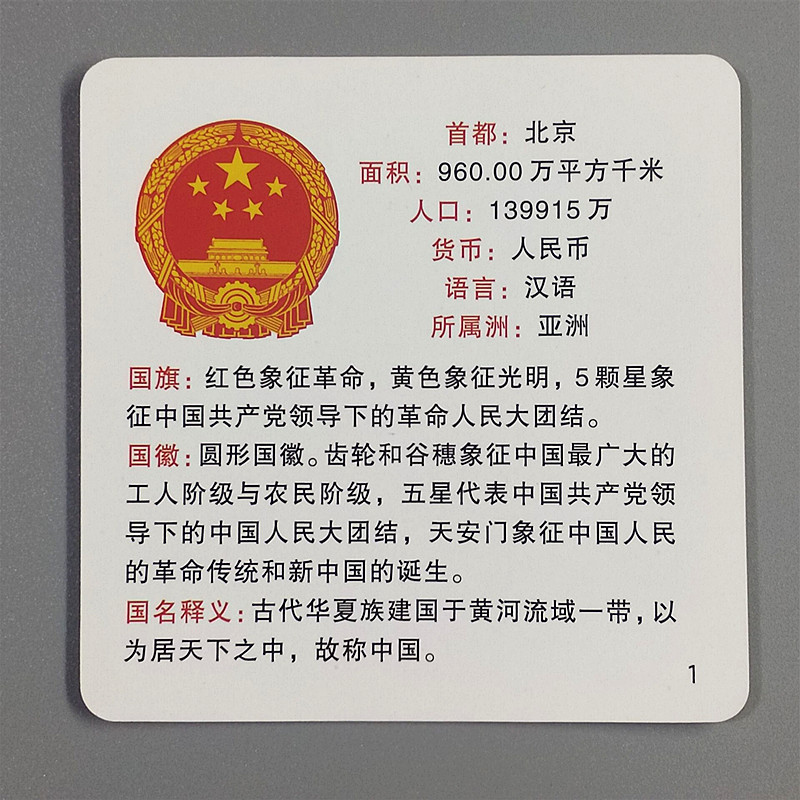 首都：北京
面积：960.00万平方千米
人口：139915万
货币：人民币
语言：汉语
所属洲：亚洲
国旗：红色象征革命，黄色象征光明，5颗星象
征中国共产党领导下的革命人民大团结。
国徽：圆形国徽。齿轮和谷穗象征中国最广大的
工人阶级与农民阶级，五星代表中国共产党领
导下的中国人民大团结，天安门象征中国人民
的革命传统和新中国的诞生。
国名释义：古代华夏族建国于黄河流域一带，以
为居天下之中，故称中国。
1